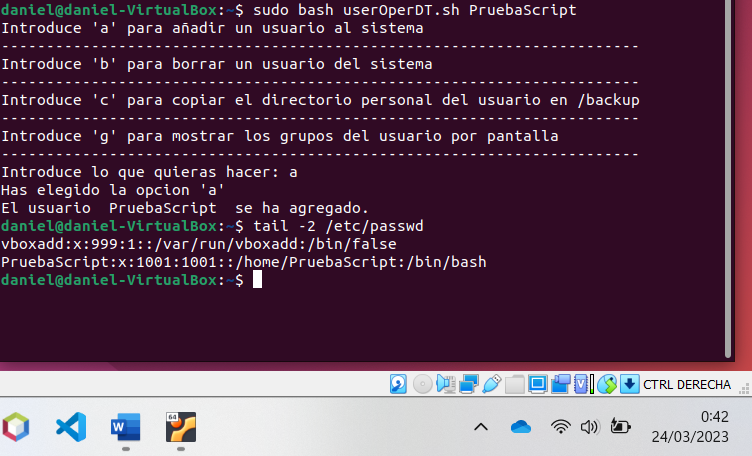 daniel@daniel-VirtualBox:~$ sudo bash userOperDT.sh PruebaScript
Introduce 'a' para añadir un usuario al sistema
----------------------------------------------------------------
Introduce 'b' para borrar un usuario del sistema
----------------------------------------------------------------
Introduce 'c' para copiar el directorio personal del usuario en /backup
----------------------------------------------------------------
Introduce 'g' para mostrar los grupos del usuario por pantalla
----------------------------------------------------------------
Introduce lo que quieras hacer: a
Has elegido la opcion 'a'
El usuario  PruebaScript  se ha agregado.
daniel@daniel-VirtualBox:~$ tail -2 /etc/passwd
vboxadd:x:999:1::/var/run/vboxadd:/bin/false
PruebaScript:x:1001:1001::/home/PruebaScript:/bin/bash
daniel@daniel-VirtualBox:~$
CTRL DERECHA
W
64
0:42
24/03/2023